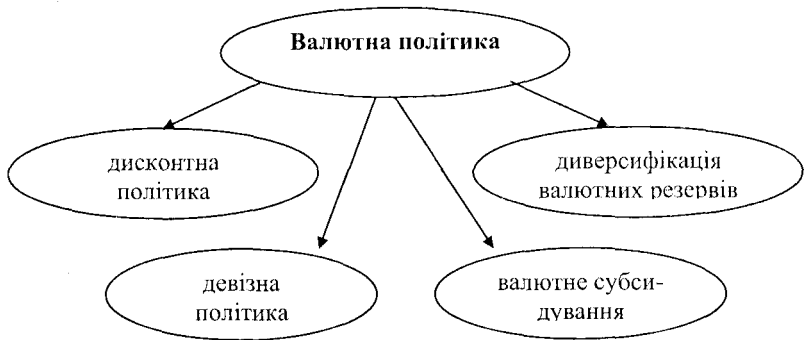 Валютна політика
дисконтна
політика
диверсифікація
валютних резервів
девізна
політика
валютне субси-
дування